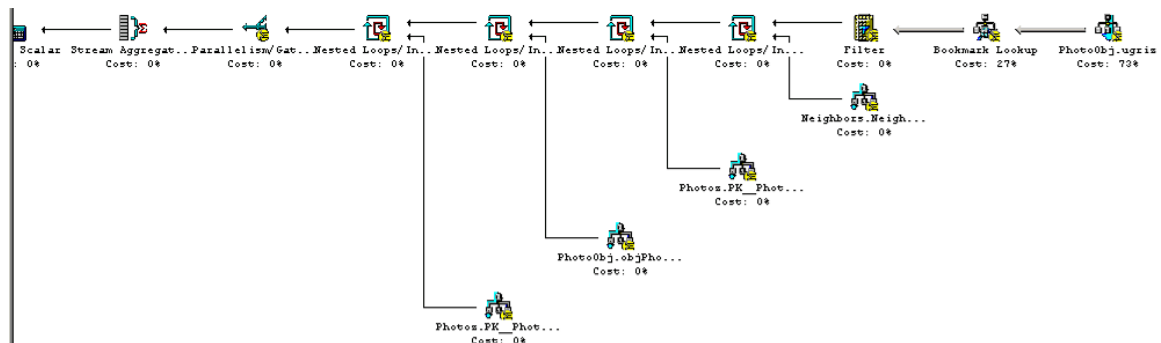 Scalar Stream Aggregat... Parallelism/Gat... Nested Loops/In... Nested Loops/In... Nested Loops/In... Nested Loops/In... Filter Bookmark Lookup PhotoObj.ugris
: 0% Cost: 0% Cost: 0% Cost: 0% Cost: 0% Cost: 0% Cost: 0% Cost: 0% Cost: 27% Cost: 73%
Neighbors.Neigh...
Cost: 0%
Photoz.PK__Phot...
Cost: 0%
PhotoObj.objPho...
Cost: 0%
Photoz.PK__Phot...
Cost: 0%